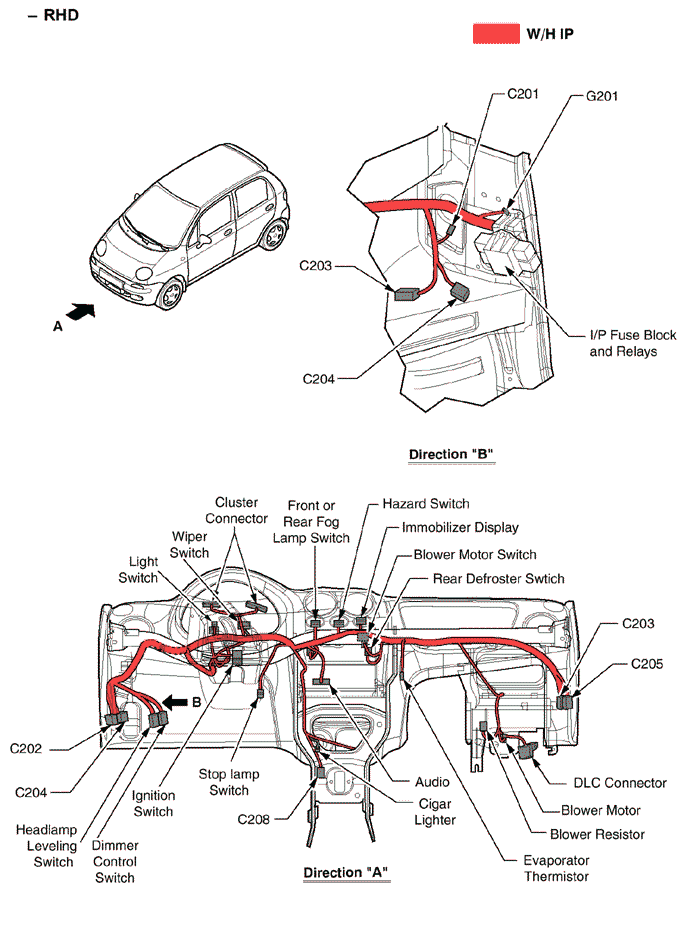 – RHD
W/H IP
C201
G201
C203
C204
I/P Fuse Block
and Relays
A
Direction "B"
Cluster
Connector
Front or
Rear Fog
Lamp Switch
Hazard Switch
Immobilizer Display
Wiper
Switch
Blower Motor Switch
Light
Switch
Rear Defroster Swtich
C203
C205
B
C202
C204
Stop lamp
Switch
Ignition
Switch
C208
Audio
Cigar
Lighter
DLC Connector
Blower Motor
Blower Resistor
Headlamp
Leveling
Switch
Dimmer
Control
Switch
Evaporator
Thermistor
Direction "A"